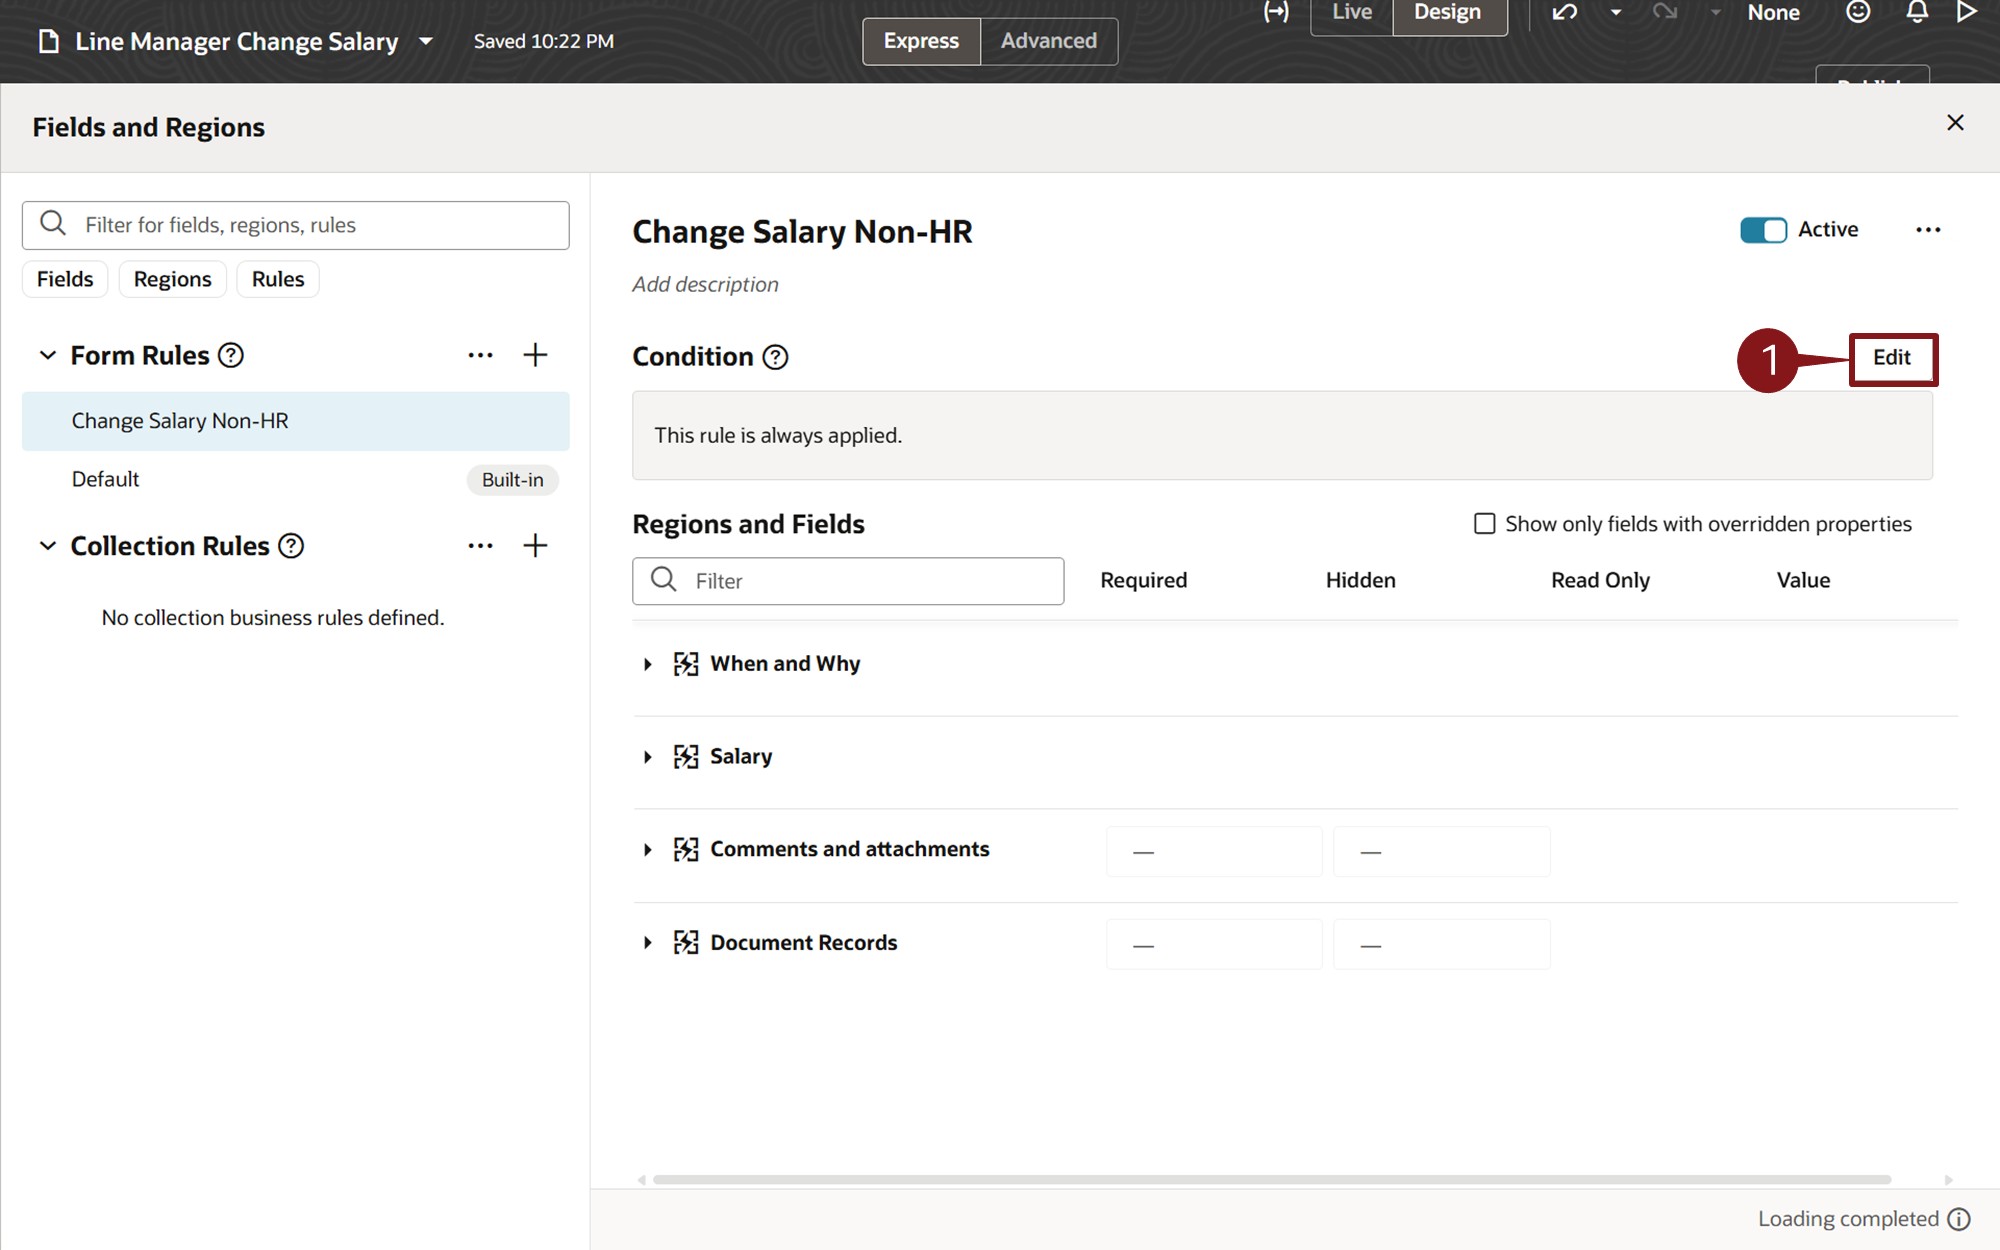 Line Manager Change Salary
Saved 10:22 PM
Express
Advanced
Live
Design
None
Fields and Regions
Filter for fields, regions, rules
Fields
Regions
Rules
Form Rules
Change Salary Non-HR
Default
Built-in
Collection Rules
No collection business rules defined.
Change Salary Non-HR
Active
Add description
Condition
1
Edit
This rule is always applied.
Regions and Fields
Show only fields with overridden properties
Filter
Required
Hidden
Read Only
Value
When and Why
Salary
Comments and attachments
—
—
Document Records
—
—
Loading completed